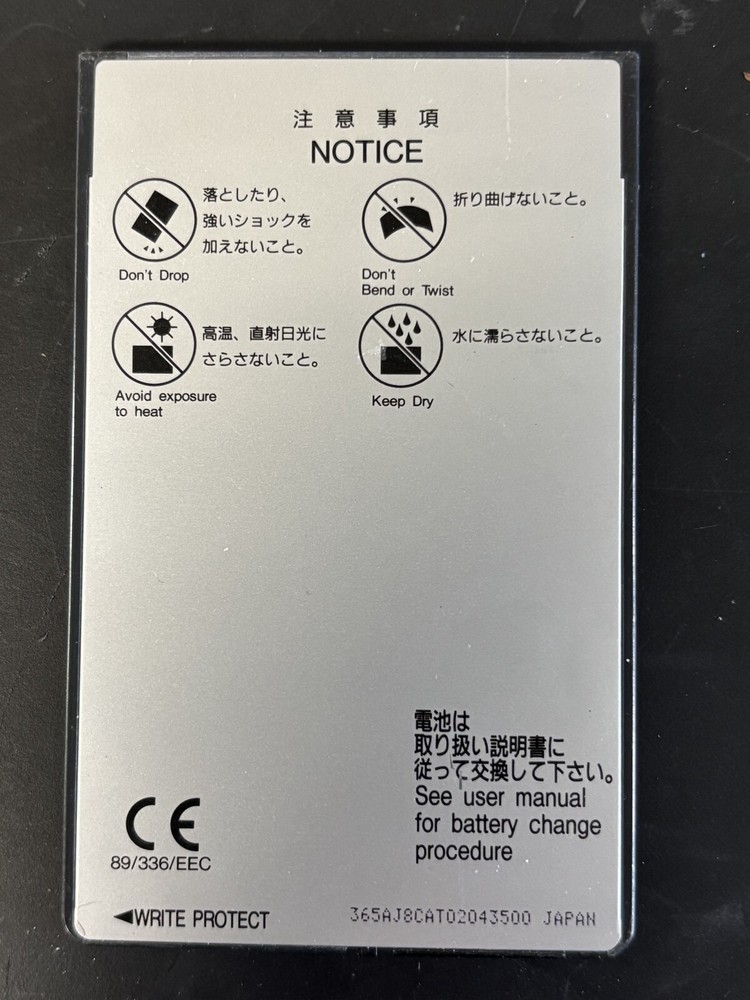 注意事項
NOTICE
落としたり、
強いショックを
加えないこと。
Don't Drop
折り曲げないこと。
Don't
Bend or Twist
高温、直射日光に
さらさないこと。
Avoid exposure
to heat
水に濡らさないこと。
Keep Dry
電池は
取り扱い説明書に
従って交換して下さい。
See user manual
for battery change
procedure
CE
89/336/EEC
◀WRITE PROTECT
365AJ8CAT02043500 JAPAN